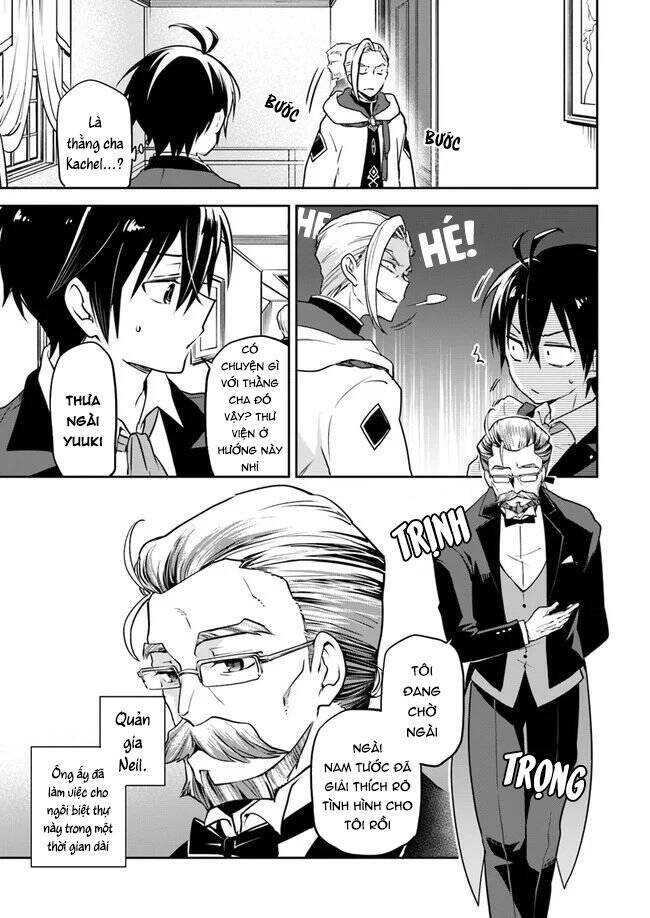 Là
thằng cha
Kachel...?
BƯỚC
BƯỚC
HÉ
HÉ!
CÓ
CHUYỆN GÌ
VỚI THẰNG
CHA ĐÓ
VẬY? THƯ
VIỆN Ở
HƯỚNG NÀY
NHỈ
THƯA
NGÀI
YUUKI
TRỊNH
TRỌNG
TÔI
ĐANG
CHỜ
NGÀI
NGÀI
NAM TƯỚC ĐÃ
GIẢI THÍCH RÕ
TÌNH HÌNH CHO
TÔI RỒI
Quản
gia
Neil.
Ông ấy đã
làm việc cho
ngôi biệt thự
này trong một
thời gian dài